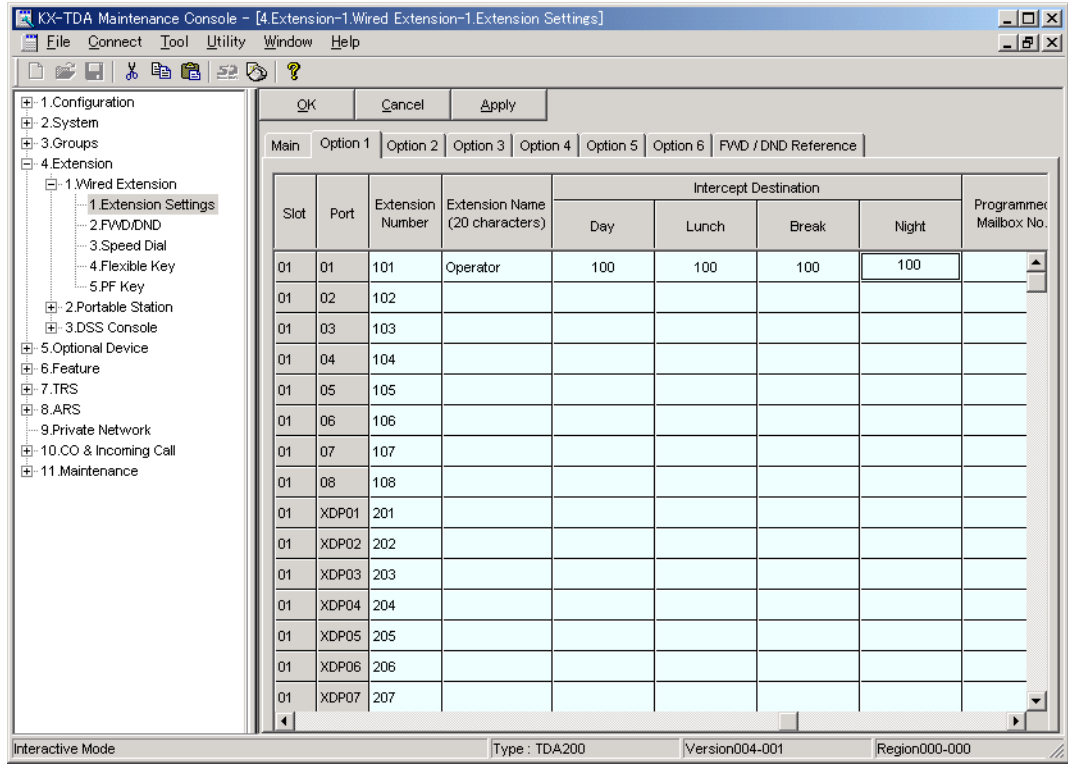 KX-TDA Maintenance Console - [4.Extension-1.Wired Extension-1.Extension Settings]
File Connect Tool Utility Window Help
1.Configuration
2.System
3.Groups
4.Extension
1.Wired Extension
1.Extension Settings
2.FWD/DND
3.Speed Dial
4.Flexible Key
5.PF Key
2.Portable Station
3.DSS Console
5.Optional Device
6.Feature
7.TRS
8.ARS
9.Private Network
10.CO & Incoming Call
11.Maintenance
OK Cancel Apply
Main Option 1 Option 2 Option 3 Option 4 Option 5 Option 6 FWD / DND Reference
Slot Port Extension Number Extension Name (20 characters) Intercept Destination Day Lunch Break Night Programmed Mailbox No.
01 01 101 Operator 100 100 100 100
01 02 102
01 03 103
01 04 104
01 05 105
01 06 106
01 07 107
01 08 108
01 XDP01 201
01 XDP02 202
01 XDP03 203
01 XDP04 204
01 XDP05 205
01 XDP06 206
01 XDP07 207
Interactive Mode Type : TDA200 Version004-001 Region000-000